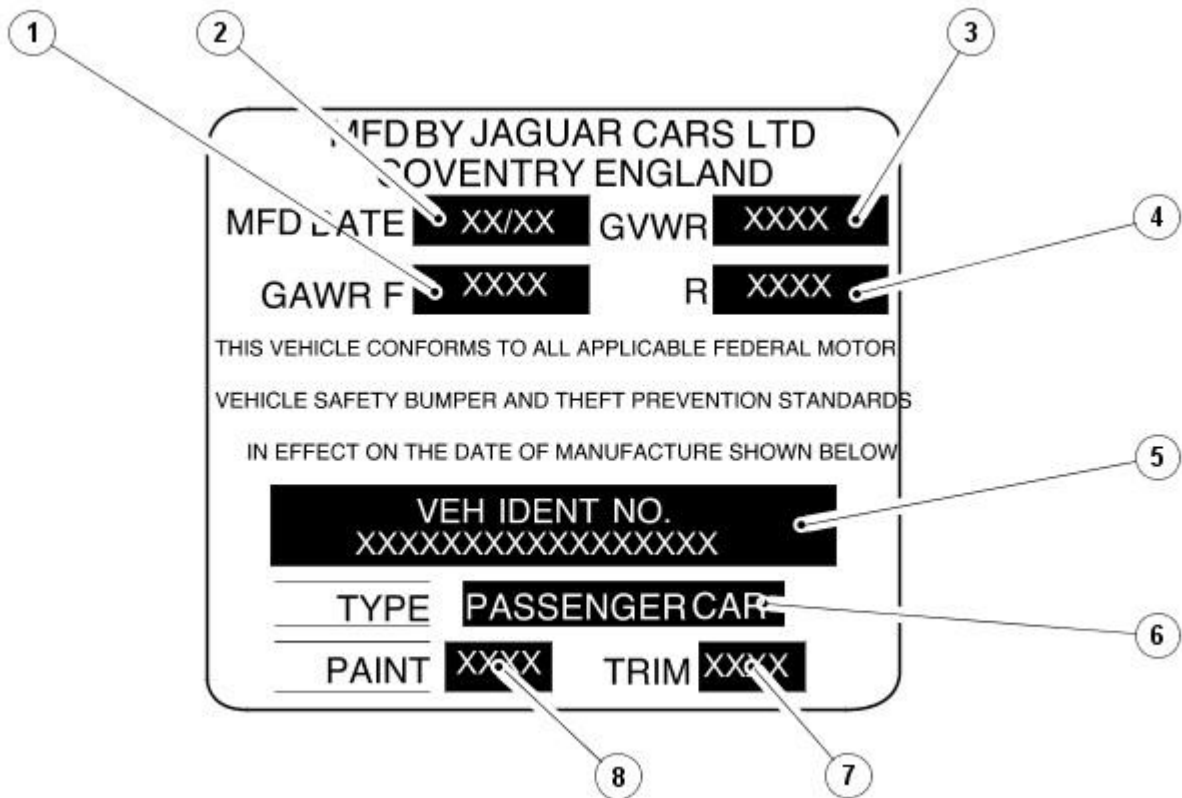 1 2 3
MFD BY JAGUAR CARS LTD
COVENTRY ENGLAND
MFD DATE XX/XX GVWR XXXX 4
GAWR F XXXX R XXXX
THIS VEHICLE CONFORMS TO ALL APPLICABLE FEDERAL MOTOR
VEHICLE SAFETY BUMPER AND THEFT PREVENTION STANDARDS
IN EFFECT ON THE DATE OF MANUFACTURE SHOWN BELOW 5
VEH IDENT NO.
XXXXXXXXXXXXXXXXX
TYPE PASSENGER CAR 6
PAINT XXXX TRIM XXXX
8 7